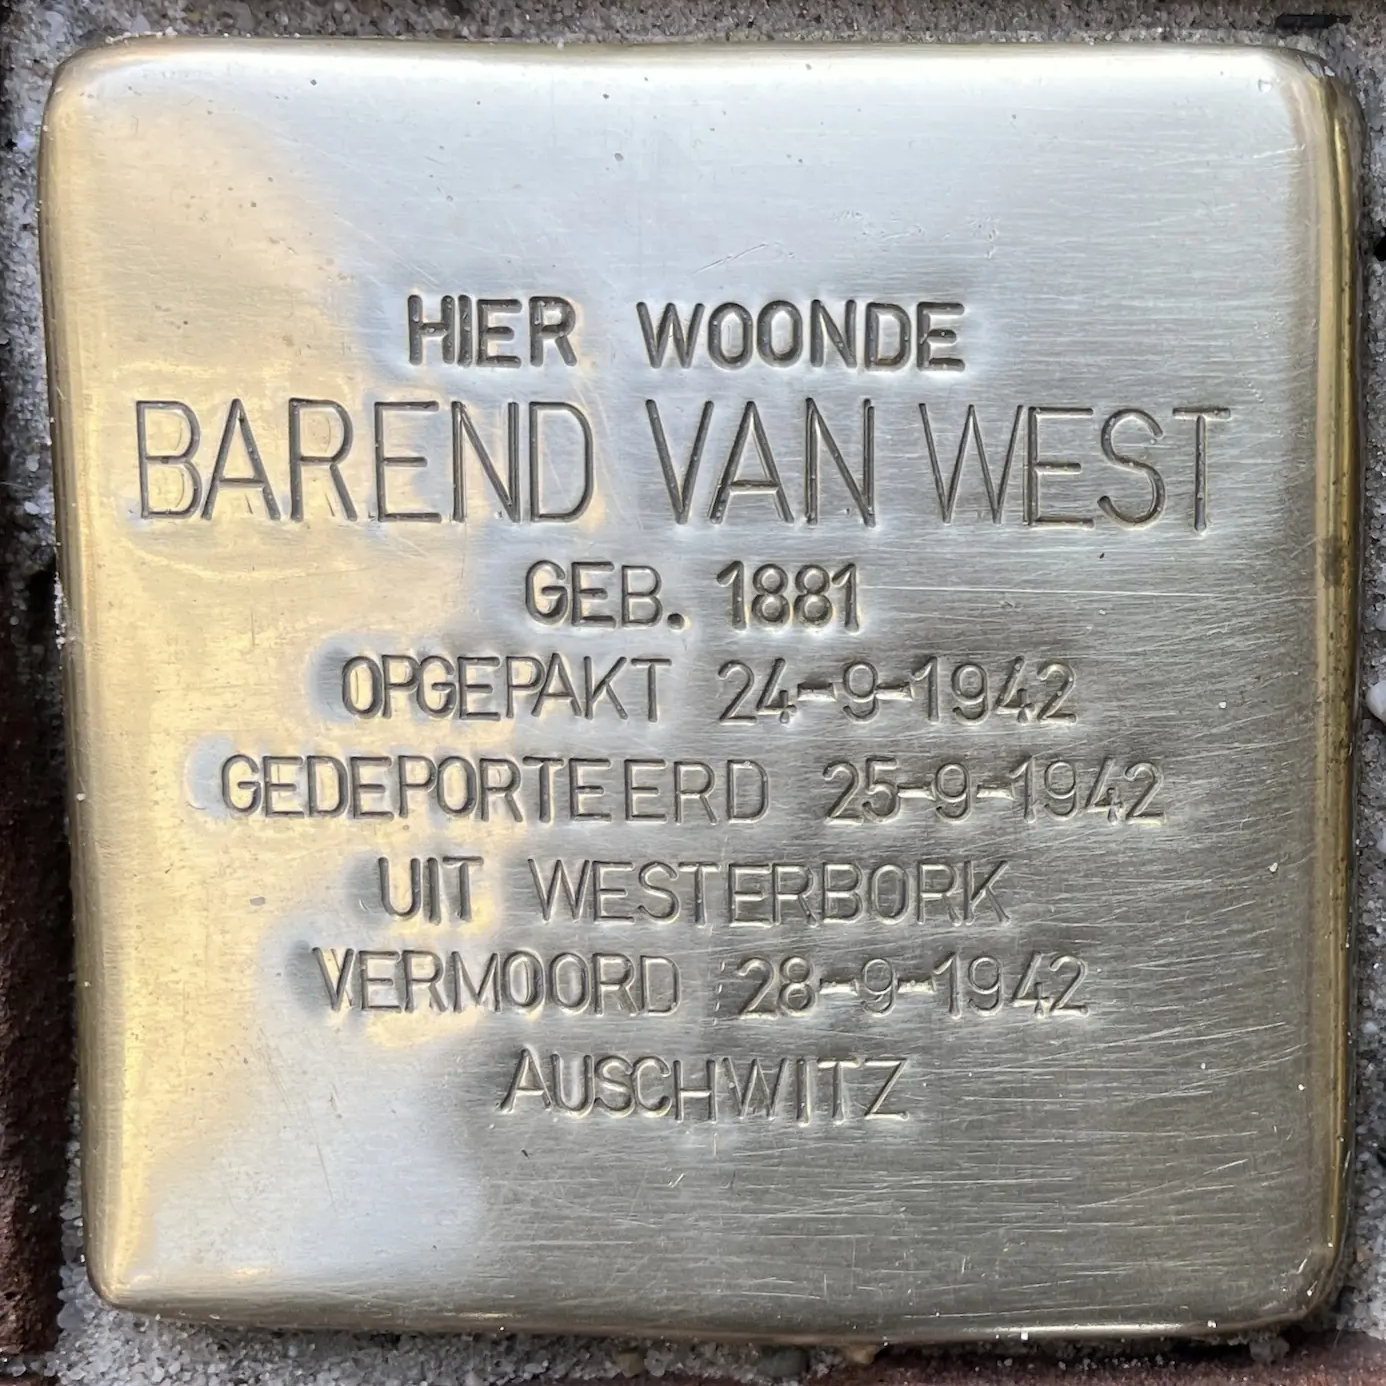 HIER WOONDE
BAREND VAN WEST
GEB. 1881
OPGEPAKT 24-9-1942
GEDEPORTEERD 25-9-1942
UIT WESTERBORK
VERMOORD 28-9-1942
AUSCHWITZ